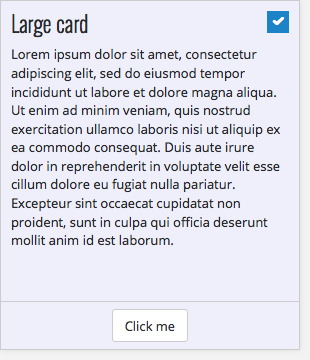 Large card
Lorem ipsum dolor sit amet, consectetur
adipiscing elit, sed do eiusmod tempor
incididunt ut labore et dolore magna aliqua.
Ut enim ad minim veniam, quis nostrud
exercitation ullamco laboris nisi ut aliquip ex
ea commodo consequat. Duis aute irure
dolor in reprehenderit in voluptate velit esse
cillum dolore eu fugiat nulla pariatur.
Excepteur sint occaecat cupidatat non
proident, sunt in culpa qui officia deserunt
mollit anim id est laborum.
Click me